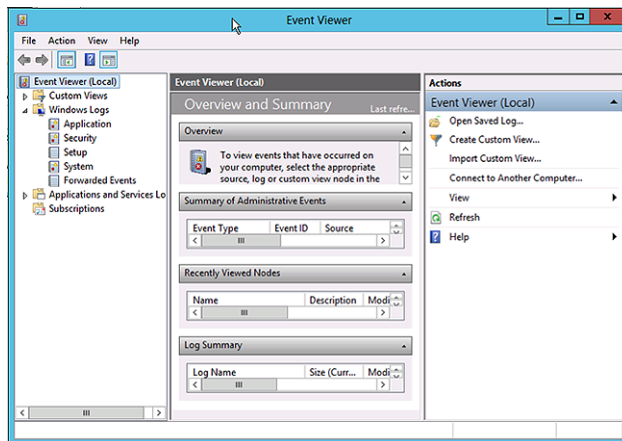 Event Viewer
File Action View Help
Event Viewer (Local)
Custom Views
Windows Logs
Application
Security
Setup
System
Forwarded Events
Applications and Services Lo
Subscriptions
Event Viewer (Local)
Overview and Summary Last refre...
Overview
To view events that have occurred on
your computer, select the appropriate
source, log or custom view node in the
Summary of Administrative Events
Event Type Event ID Source
Recently Viewed Nodes
Name Description Modi
Log Summary
Log Name Size (Curr... Modi
Actions
Event Viewer (Local)
Open Saved Log...
Create Custom View...
Import Custom View...
Connect to Another Computer...
View
Refresh
Help